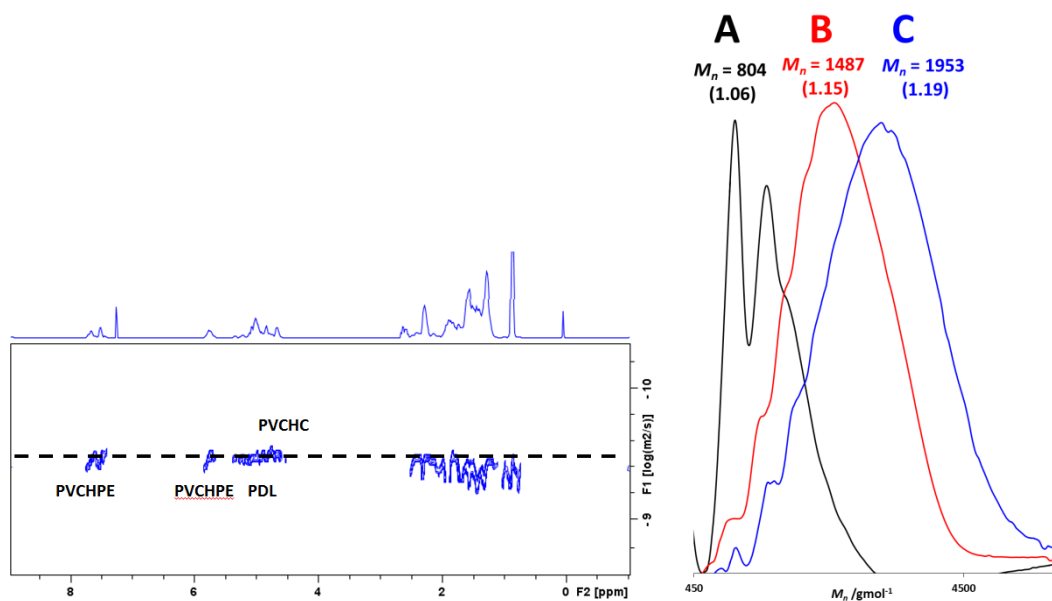 PVCHC
PVCHPE
PVCHPE
PDL
-10
-9
F1 [log(m2/s)]
8
6
4
2
0
F2 [ppm]
A
B
C
Mn = 804
(1.06)
Mn = 1487
(1.15)
Mn = 1953
(1.19)
450
4500
Mn /gmol-1